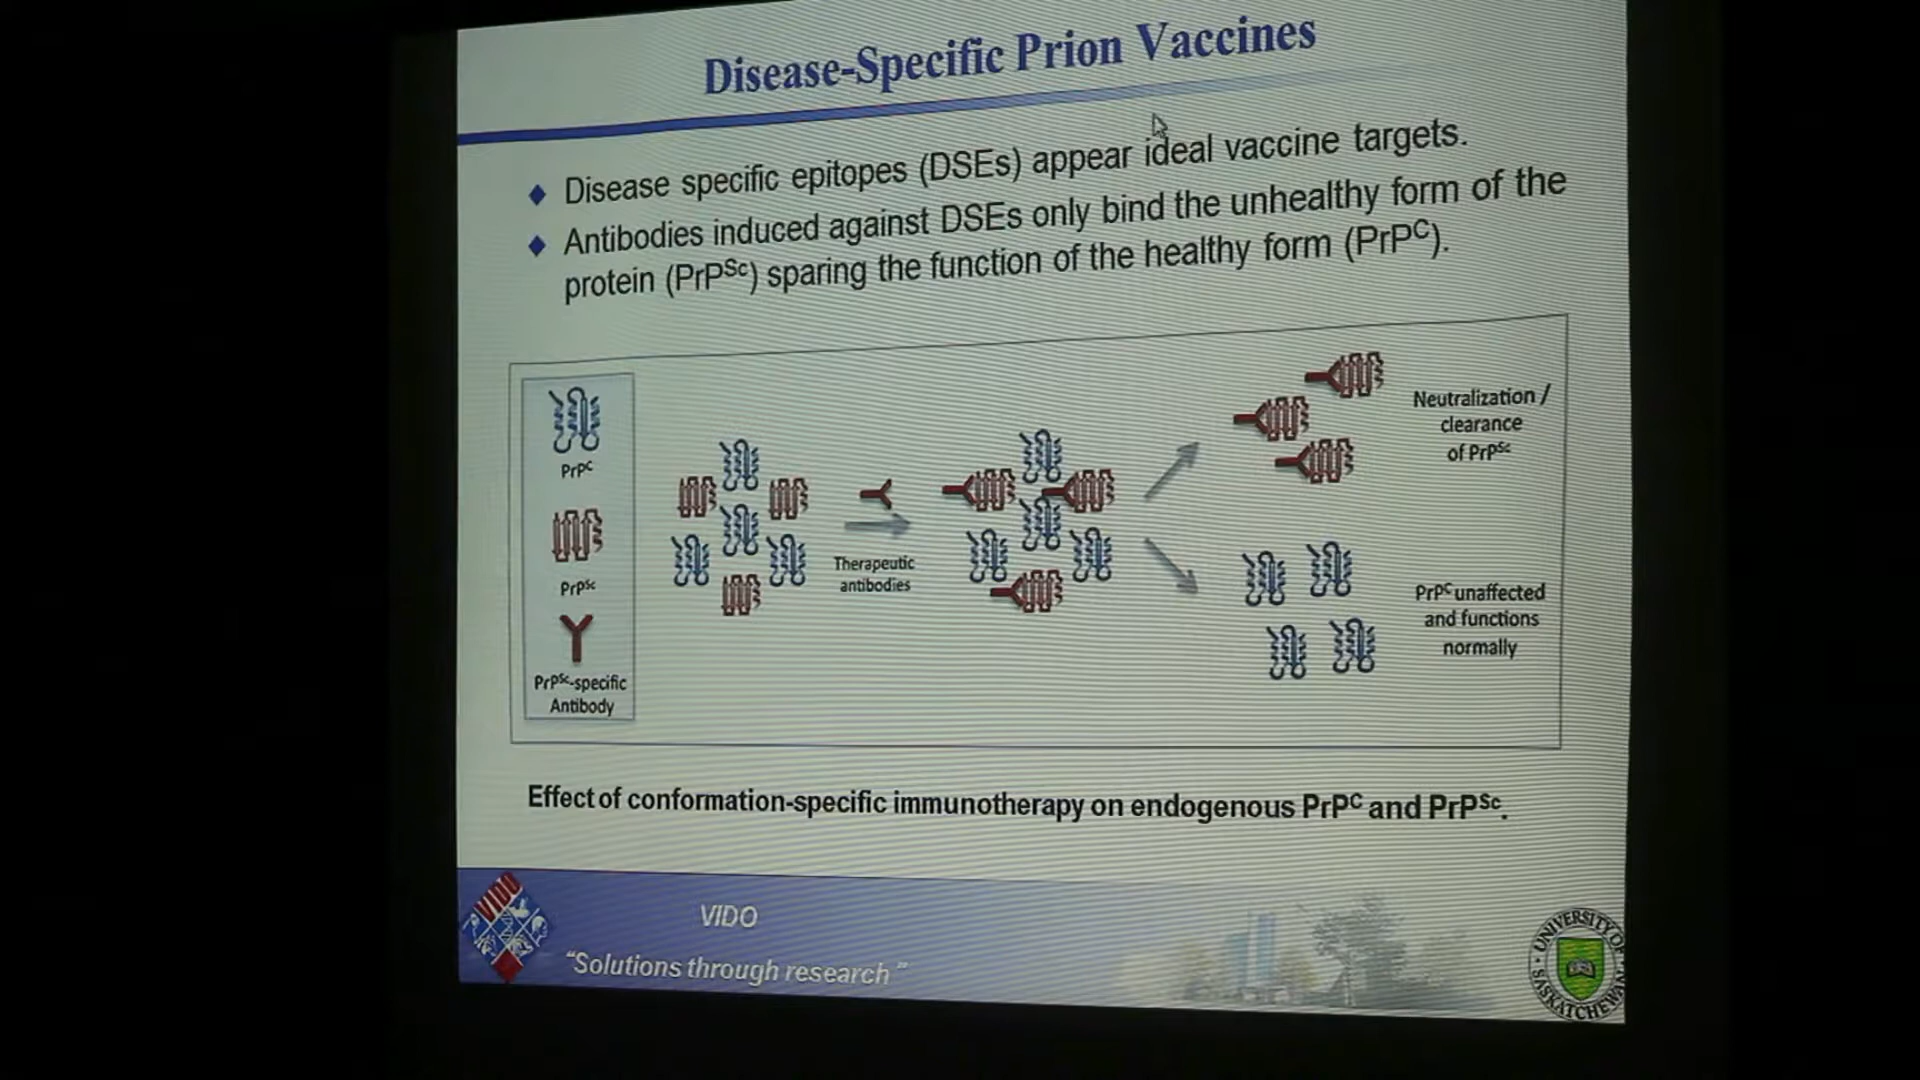 Disease-Specific Prion Vaccines
Disease specific epitopes (DSEs) appear ideal vaccine targets.
Antibodies induced against DSEs only bind the unhealthy form of the
protein (PrPSc) sparing the function of the healthy form (PrPC).
PrPC
PrPSc
PrPSc-specific
Antibody
Therapeutic
antibodies
Neutralization /
clearance
of PrPSc
PrPC unaffected
and functions
normally
Effect of conformation-specific immunotherapy on endogenous PrPC and PrPSc.
VIDO
VIDO
"Solutions through research"
UNIVERSITY OF
SASKATCHEWAN